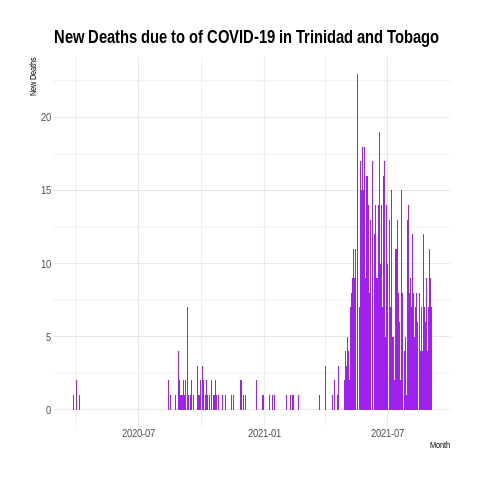 New Deaths due to of COVID-19 in Trinidad and Tobago
New Deaths
20
15
10
5
0
2020-07 2021-01 2021-07
Month